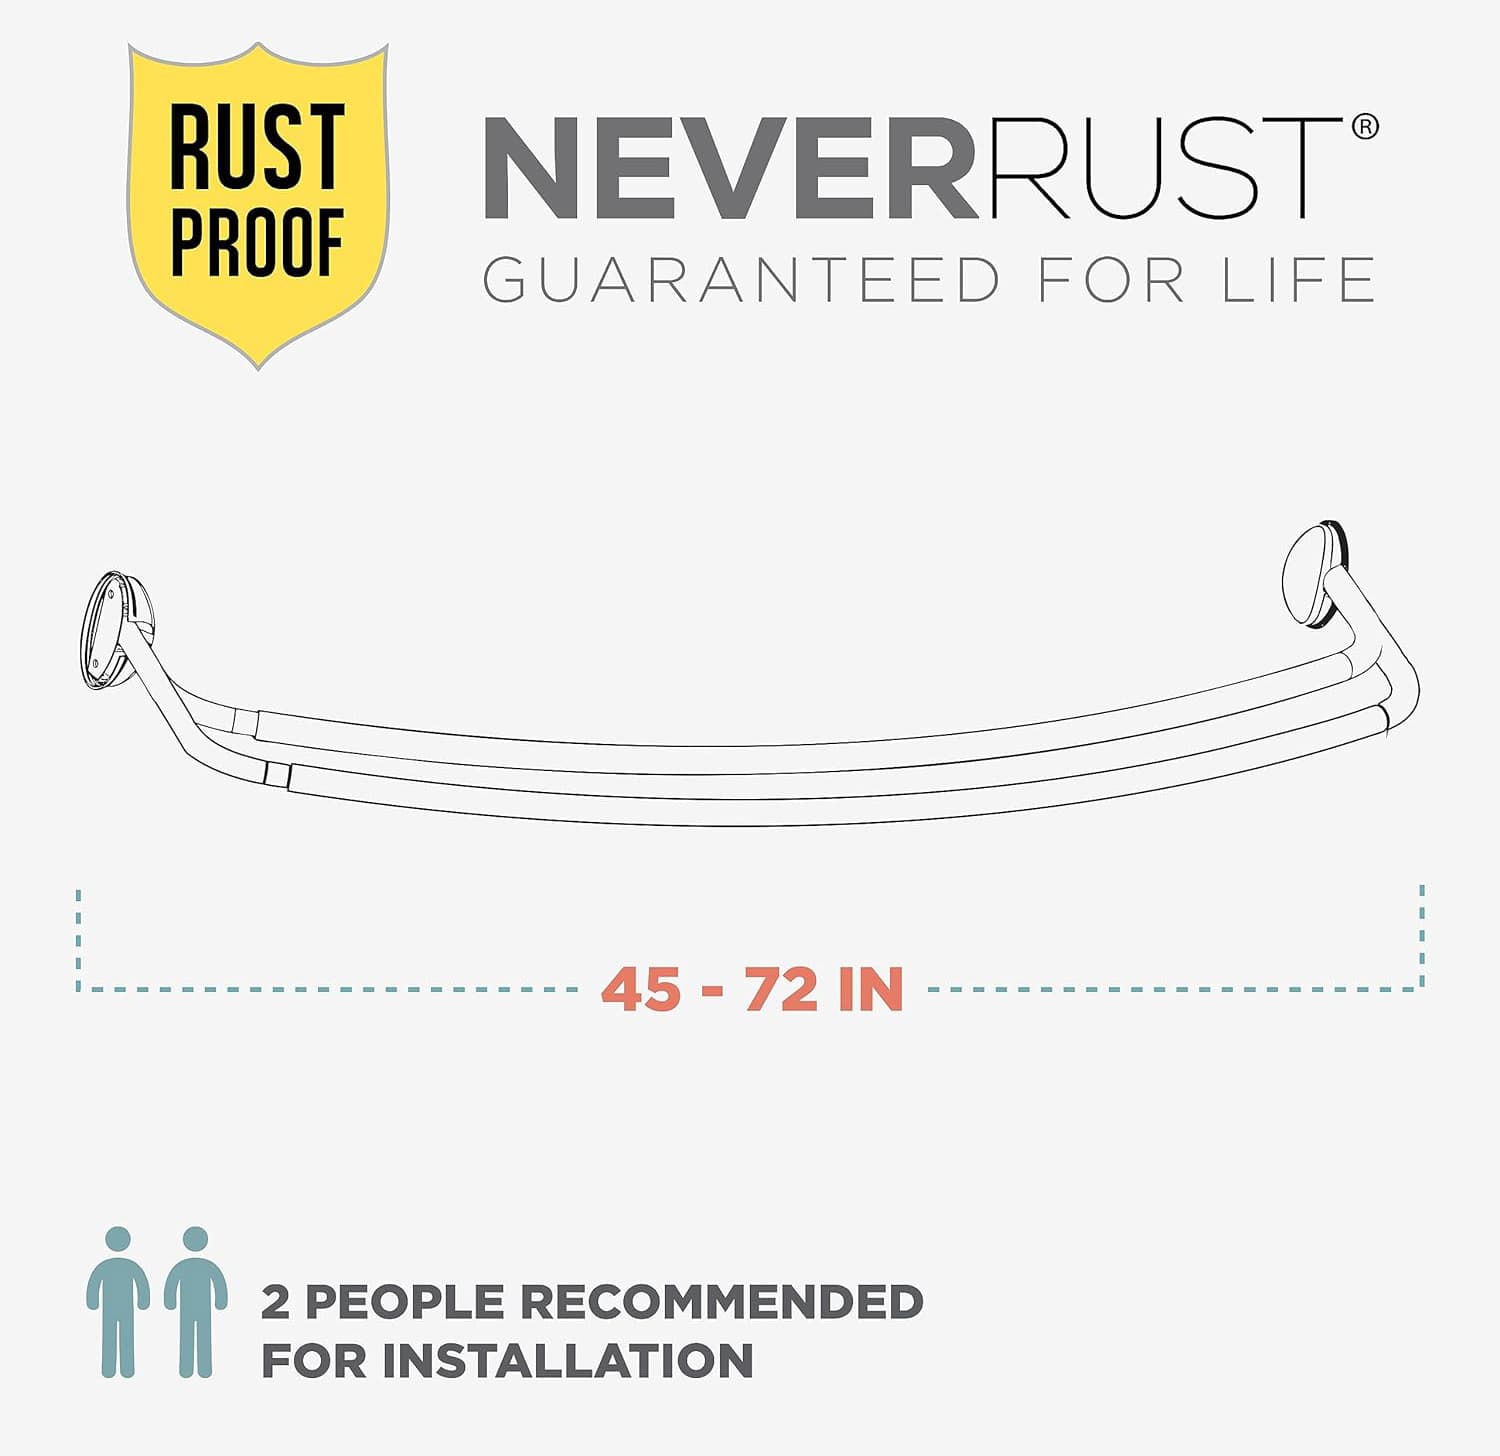 RUST
PROOF
NEVERRUST®
GUARANTEED FOR LIFE
45 - 72 IN
2 PEOPLE RECOMMENDED
FOR INSTALLATION